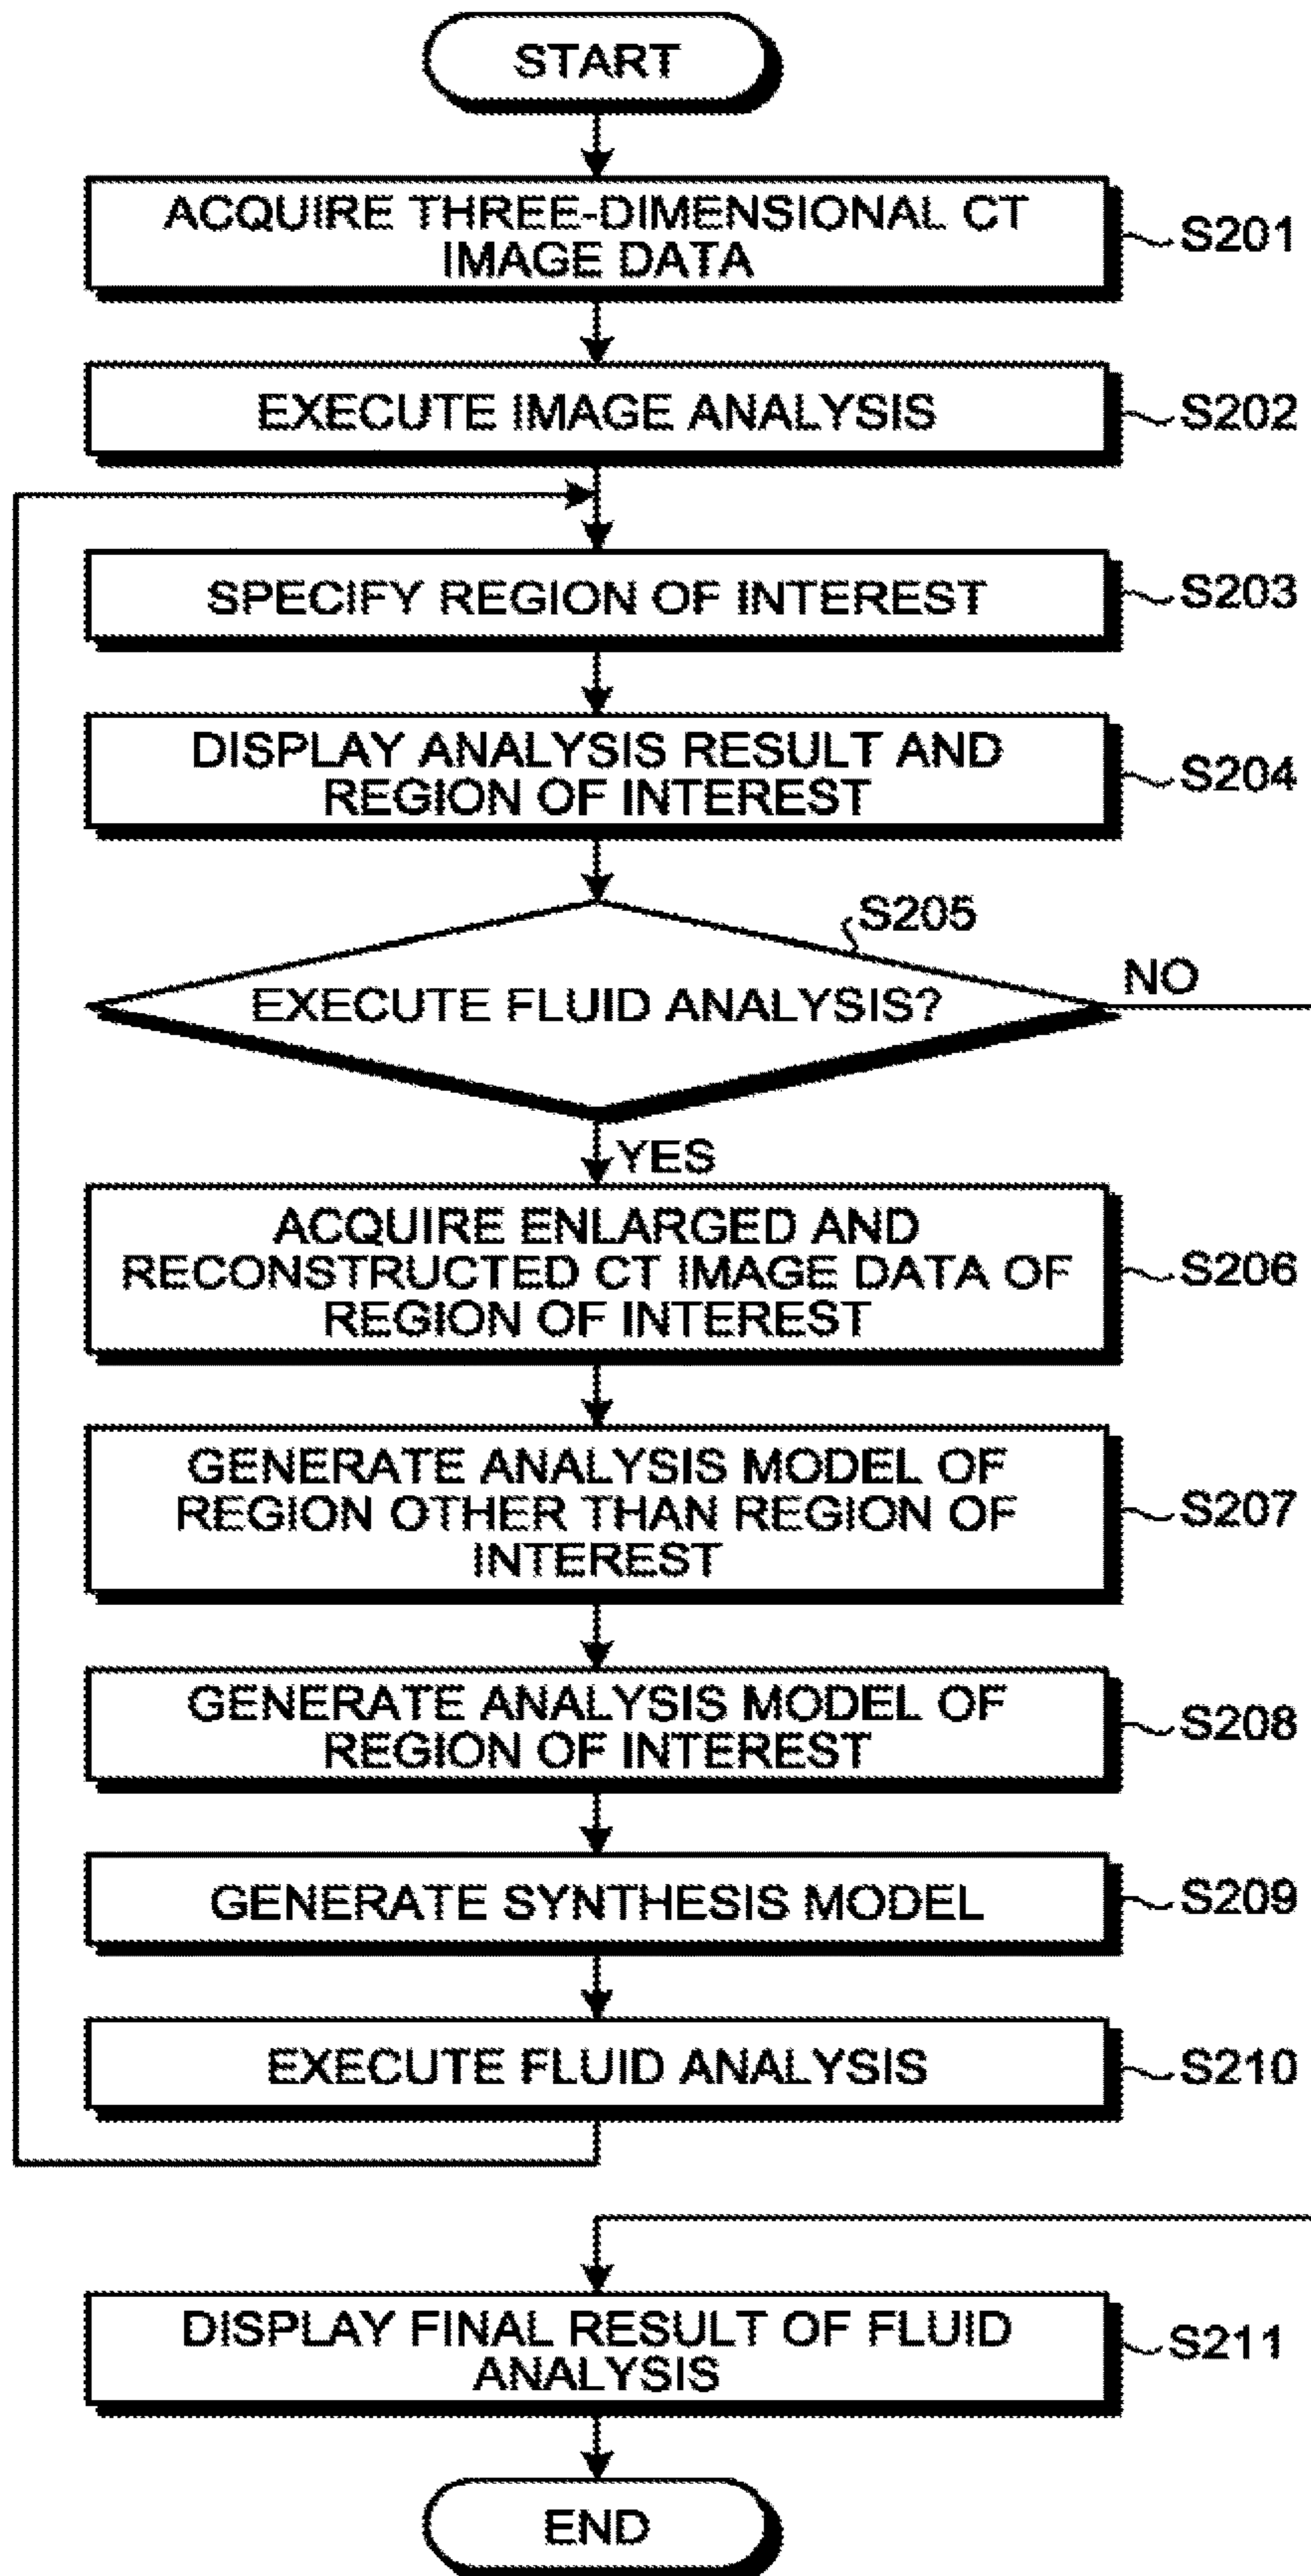 START
ACQUIRE THREE-DIMENSIONAL CT
IMAGE DATA
S201
EXECUTE IMAGE ANALYSIS
S202
SPECIFY REGION OF INTEREST
S203
DISPLAY ANALYSIS RESULT AND
REGION OF INTEREST
S204
S205
EXECUTE FLUID ANALYSIS?
NO
YES
ACQUIRE ENLARGED AND
RECONSTRUCTED CT IMAGE DATA OF
REGION OF INTEREST
S206
GENERATE ANALYSIS MODEL OF
REGION OTHER THAN REGION OF
INTEREST
S207
GENERATE ANALYSIS MODEL OF
REGION OF INTEREST
S208
GENERATE SYNTHESIS MODEL
S209
EXECUTE FLUID ANALYSIS
S210
DISPLAY FINAL RESULT OF FLUID
ANALYSIS
S211
END